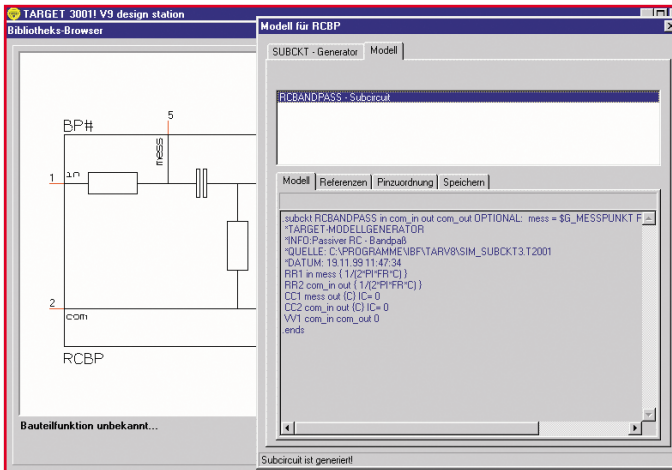 TARGET 3001! V9 design station
Bibliotheks-Browser
BP#
5
mess
1
in
2
com
RCBP
Bauteilfunktion unbekannt...
Modell für RCBP
SUBCKT - Generator
Modell
RCBANDPASS - Subcircuit
Modell
Referenzen
Pinzuordnung
Speichern
.subckt RCBANDPASS in com_in out com_out OPTIONAL: mess = $G_MESSPUNKT F
*TARGET-MODELLGENERATOR
*INFO:Passiver RC - Bandpaß
*QUELLE: C:\PROGRAMME\IBF\TARV8\SIM_SUBCKT3.T2001
*DATUM: 19.11.99 11:47:34
RR1 in mess { 1/(2*PI*FR*C) }
RR2 com_in out { 1/(2*PI*FR*C) }
CC1 mess out {C} IC= 0
CC2 com_in out {C} IC= 0
VV1 com_in com_out 0
.ends
Subcircuit ist generiert!